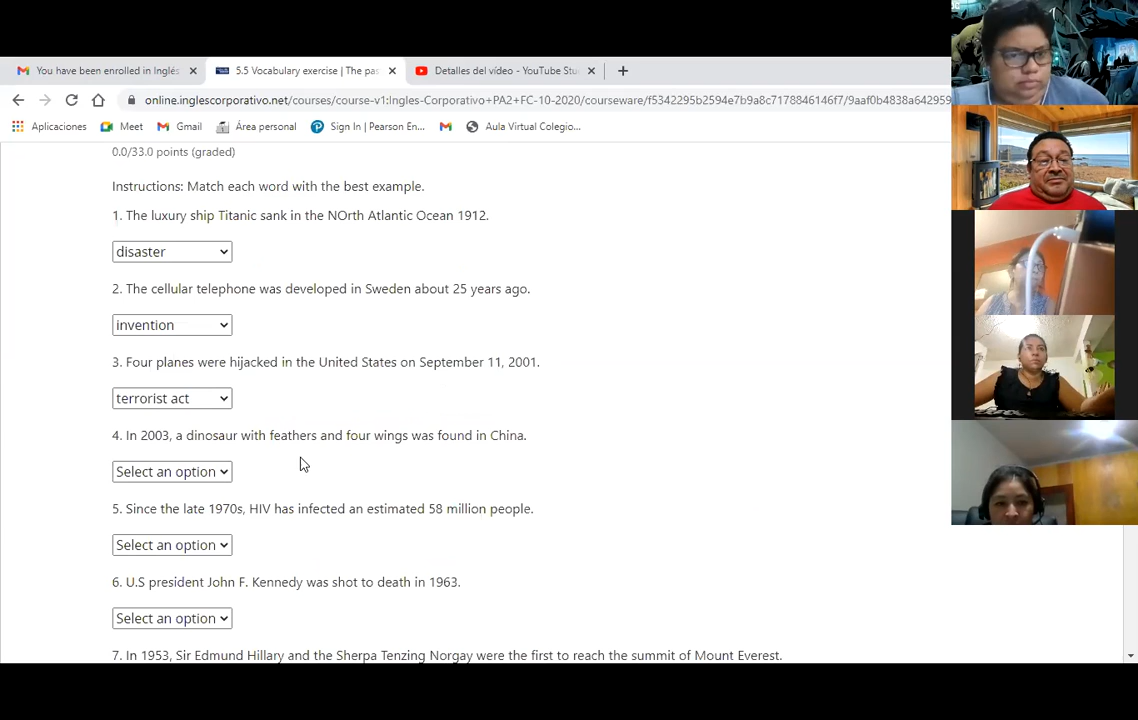 You have been enrolled in Inglés
5.5 Vocabulary exercise | The pas
Detalles del vídeo - YouTube Stu
online.inglescorporativo.net/courses/course-v1:Ingles-Corporativo+PA2+FC-10-2020/courseware/f5342295b2594e7b9a8c7178846146f7/9aaf0b4838a642959
Aplicaciones
Meet
Gmail
Área personal
Sign In | Pearson En...
Aula Virtual Colegio...
0.0/33.0 points (graded)
Instructions: Match each word with the best example.
1. The luxury ship Titanic sank in the NOrth Atlantic Ocean 1912.
disaster
2. The cellular telephone was developed in Sweden about 25 years ago.
invention
3. Four planes were hijacked in the United States on September 11, 2001.
terrorist act
4. In 2003, a dinosaur with feathers and four wings was found in China.
Select an option
5. Since the late 1970s, HIV has infected an estimated 58 million people.
Select an option
6. U.S president John F. Kennedy was shot to death in 1963.
Select an option
7. In 1953, Sir Edmund Hillary and the Sherpa Tenzing Norgay were the first to reach the summit of Mount Everest.